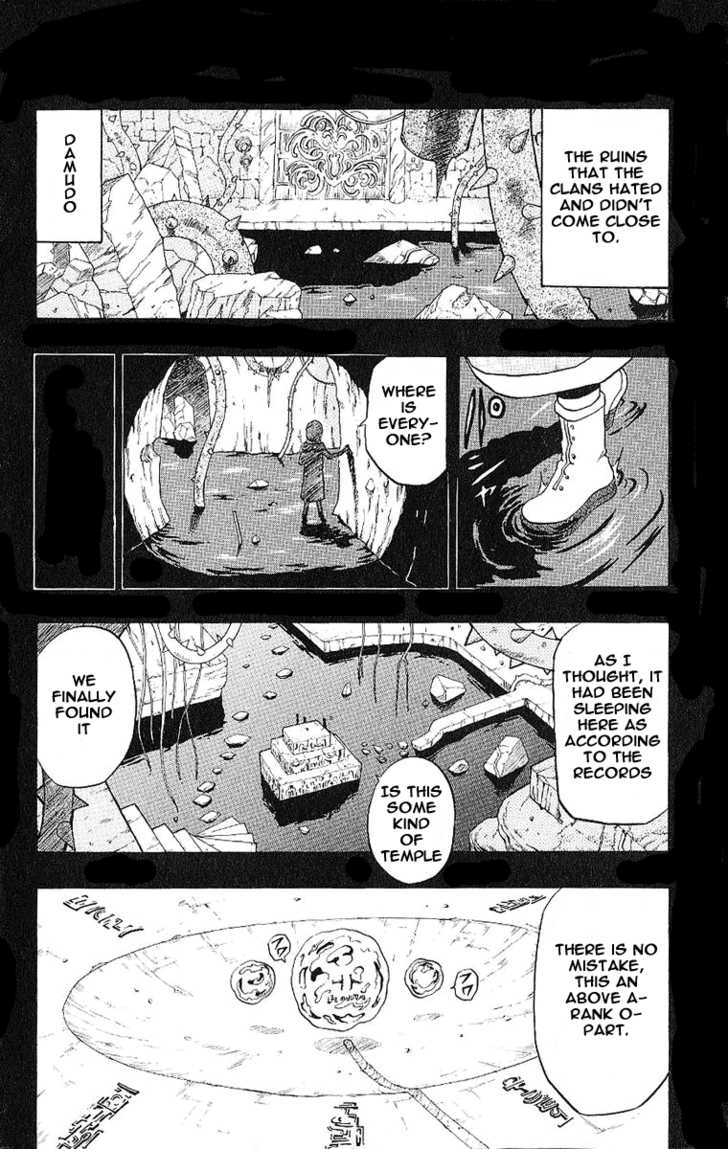 THE RUINS
THAT THE
CLANS HATED
AND DIDN'T
COME CLOSE
TO.
DAMUDO
WHERE
IS
EVERY-
ONE?
AS I
THOUGHT, IT
HAD BEEN
SLEEPING
HERE AS
ACCORDING
TO THE
RECORDS
IS THIS
SOME
KIND
OF
TEMPLE
WE
FINALLY
FOUND
IT
THERE IS NO
MISTAKE,
THIS AN
ABOVE A-
RANK O-
PART.